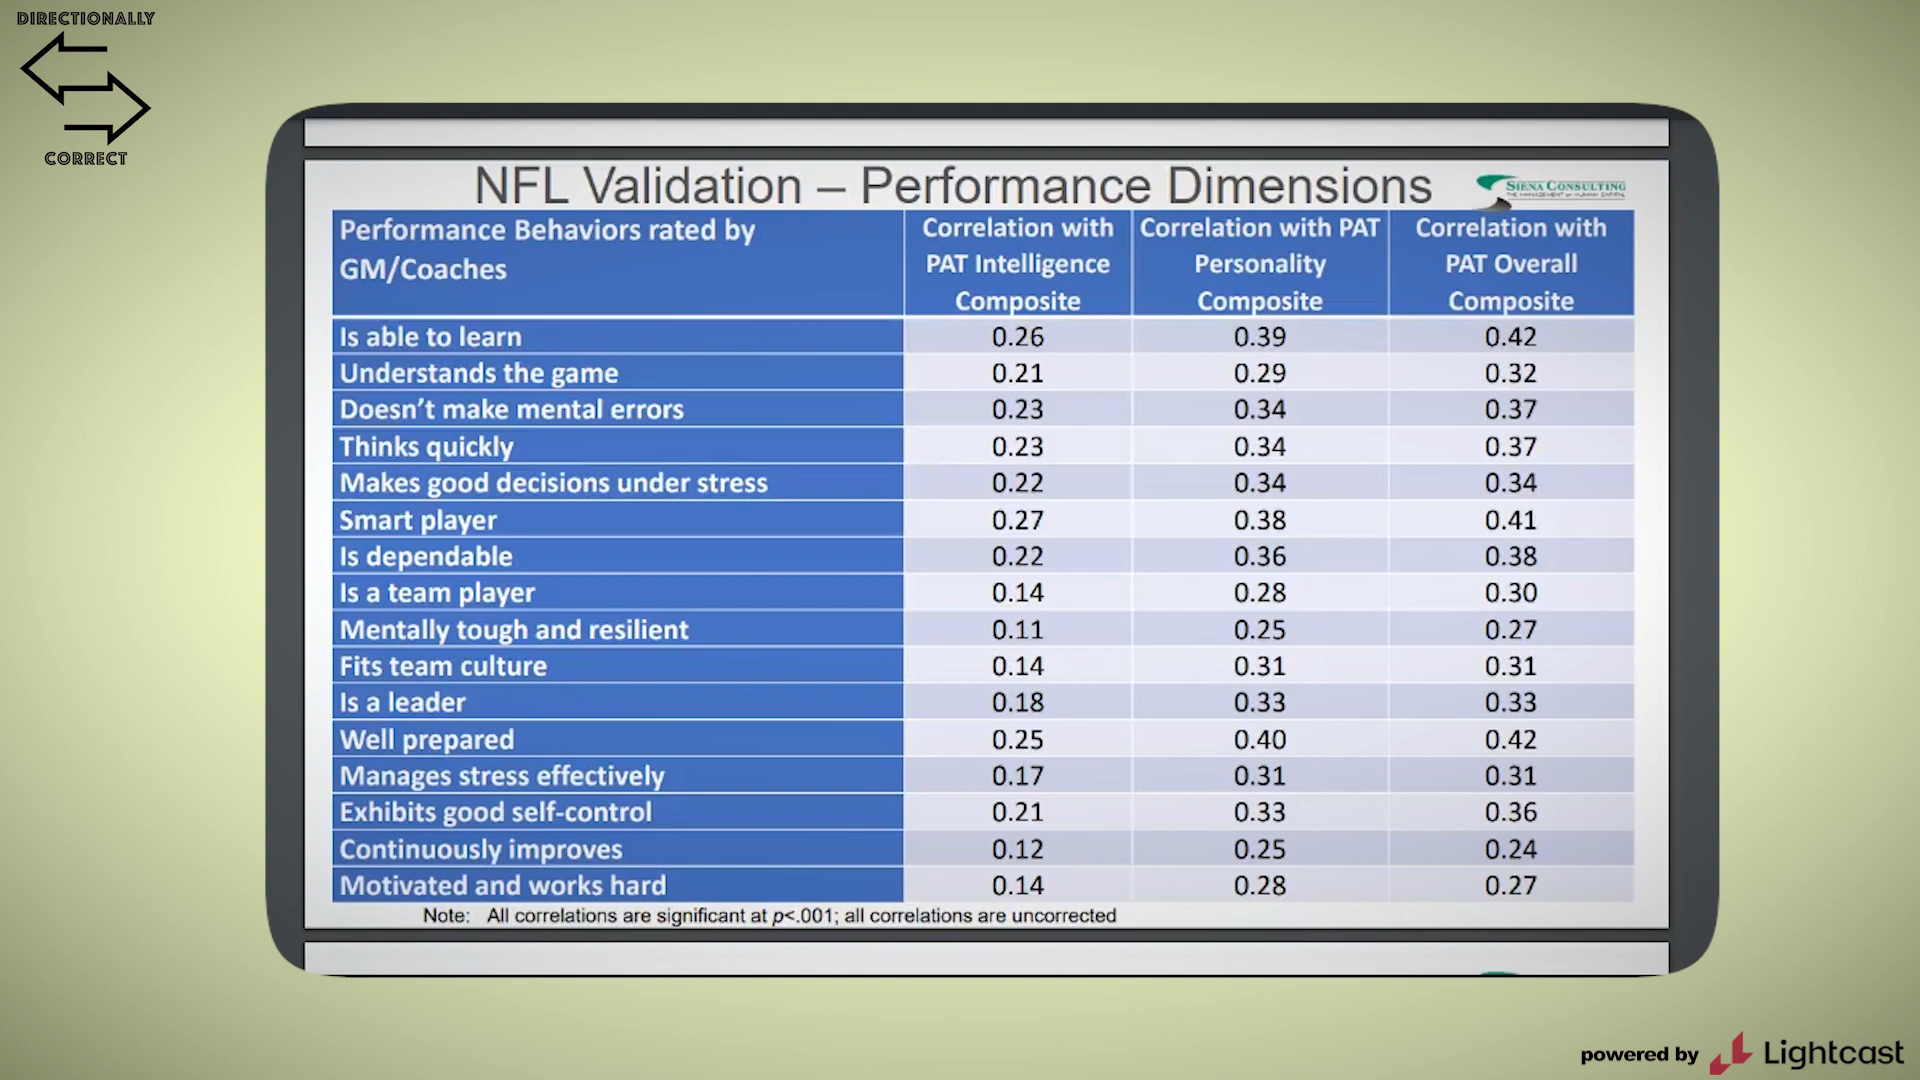 DIRECTIONALLY
CORRECT
NFL Validation – Performance Dimensions
SIENA CONSULTING
THE MANAGEMENT OF HUMAN CAPITAL
Performance Behaviors rated by GM/Coaches | Correlation with PAT Intelligence Composite | Correlation with PAT Personality Composite | Correlation with PAT Overall Composite
Is able to learn 0.26 0.39 0.42
Understands the game 0.21 0.29 0.32
Doesn't make mental errors 0.23 0.34 0.37
Thinks quickly 0.23 0.34 0.37
Makes good decisions under stress 0.22 0.34 0.34
Smart player 0.27 0.38 0.41
Is dependable 0.22 0.36 0.38
Is a team player 0.14 0.28 0.30
Mentally tough and resilient 0.11 0.25 0.27
Fits team culture 0.14 0.31 0.31
Is a leader 0.18 0.33 0.33
Well prepared 0.25 0.40 0.42
Manages stress effectively 0.17 0.31 0.31
Exhibits good self-control 0.21 0.33 0.36
Continuously improves 0.12 0.25 0.24
Motivated and works hard 0.14 0.28 0.27
Note: All correlations are significant at p<.001; all correlations are uncorrected
powered by Lightcast